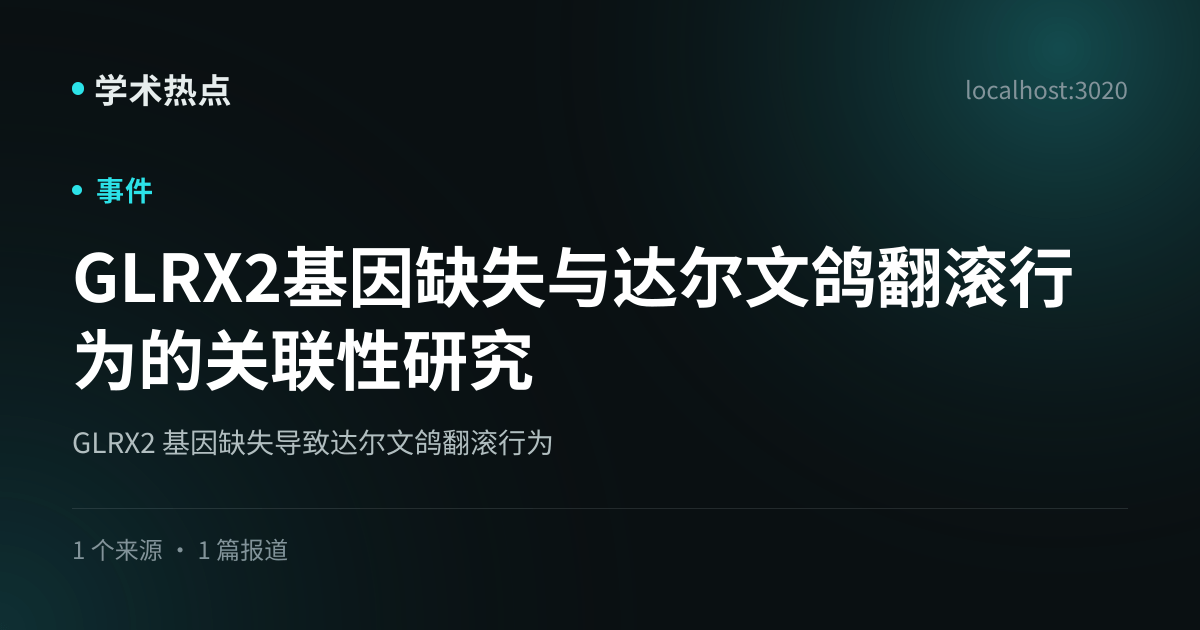 学术热点
localhost:3020
事件
GLRX2基因缺失与达尔文鸽翻滚行
为的关联性研究
GLRX2 基因缺失导致达尔文鸽翻滚行为
1 个来源 · 1 篇报道